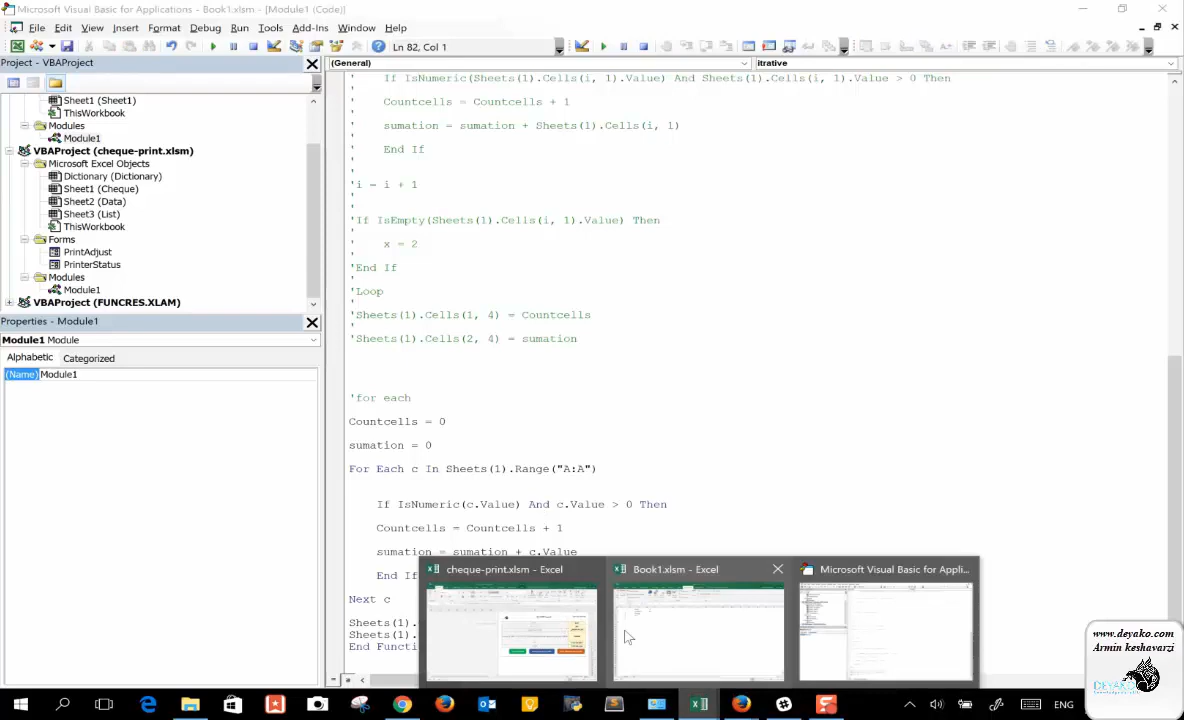 Microsoft Visual Basic for Applications - Book1.xlsm - [Module1 (Code)]
File Edit View Insert Format Debug Run Tools Add-Ins Window Help
Ln 82, Col 1
Project - VBAProject
Sheet1 (Sheet1)
ThisWorkbook
Modules
Module1
VBAProject (cheque-print.xlsm)
Microsoft Excel Objects
Dictionary (Dictionary)
Sheet1 (Cheque)
Sheet2 (Data)
Sheet3 (List)
ThisWorkbook
Forms
PrintAdjust
PrinterStatus
Modules
Module1
VBAProject (FUNCRES.XLAM)
Properties - Module1
Module1 Module
Alphabetic Categorized
(Name) Module1
(General) itrative
' If IsNumeric(Sheets(1).Cells(i, 1).Value) And Sheets(1).Cells(i, 1).Value > 0 Then
'
' Countcells = Countcells + 1
'
' sumation = sumation + Sheets(1).Cells(i, 1)
'
' End If
'
'
'i = i + 1
'
'
'If IsEmpty(Sheets(1).Cells(i, 1).Value) Then
'
' x = 2
'
'End If
'
'Loop
'
'Sheets(1).Cells(1, 4) = Countcells
'
'Sheets(1).Cells(2, 4) = sumation
'for each
Countcells = 0
sumation = 0
For Each c In Sheets(1).Range("A:A")
If IsNumeric(c.Value) And c.Value > 0 Then
Countcells = Countcells + 1
sumation = sumation + c.Value
End If
Next c
Sheets(1).
Sheets(1).
End Functi
cheque-print.xlsm - Excel
Book1.xlsm - Excel
Microsoft Visual Basic for Appli...
www.deyako.com
Armin keshavarzi
DEYAKO
ENG